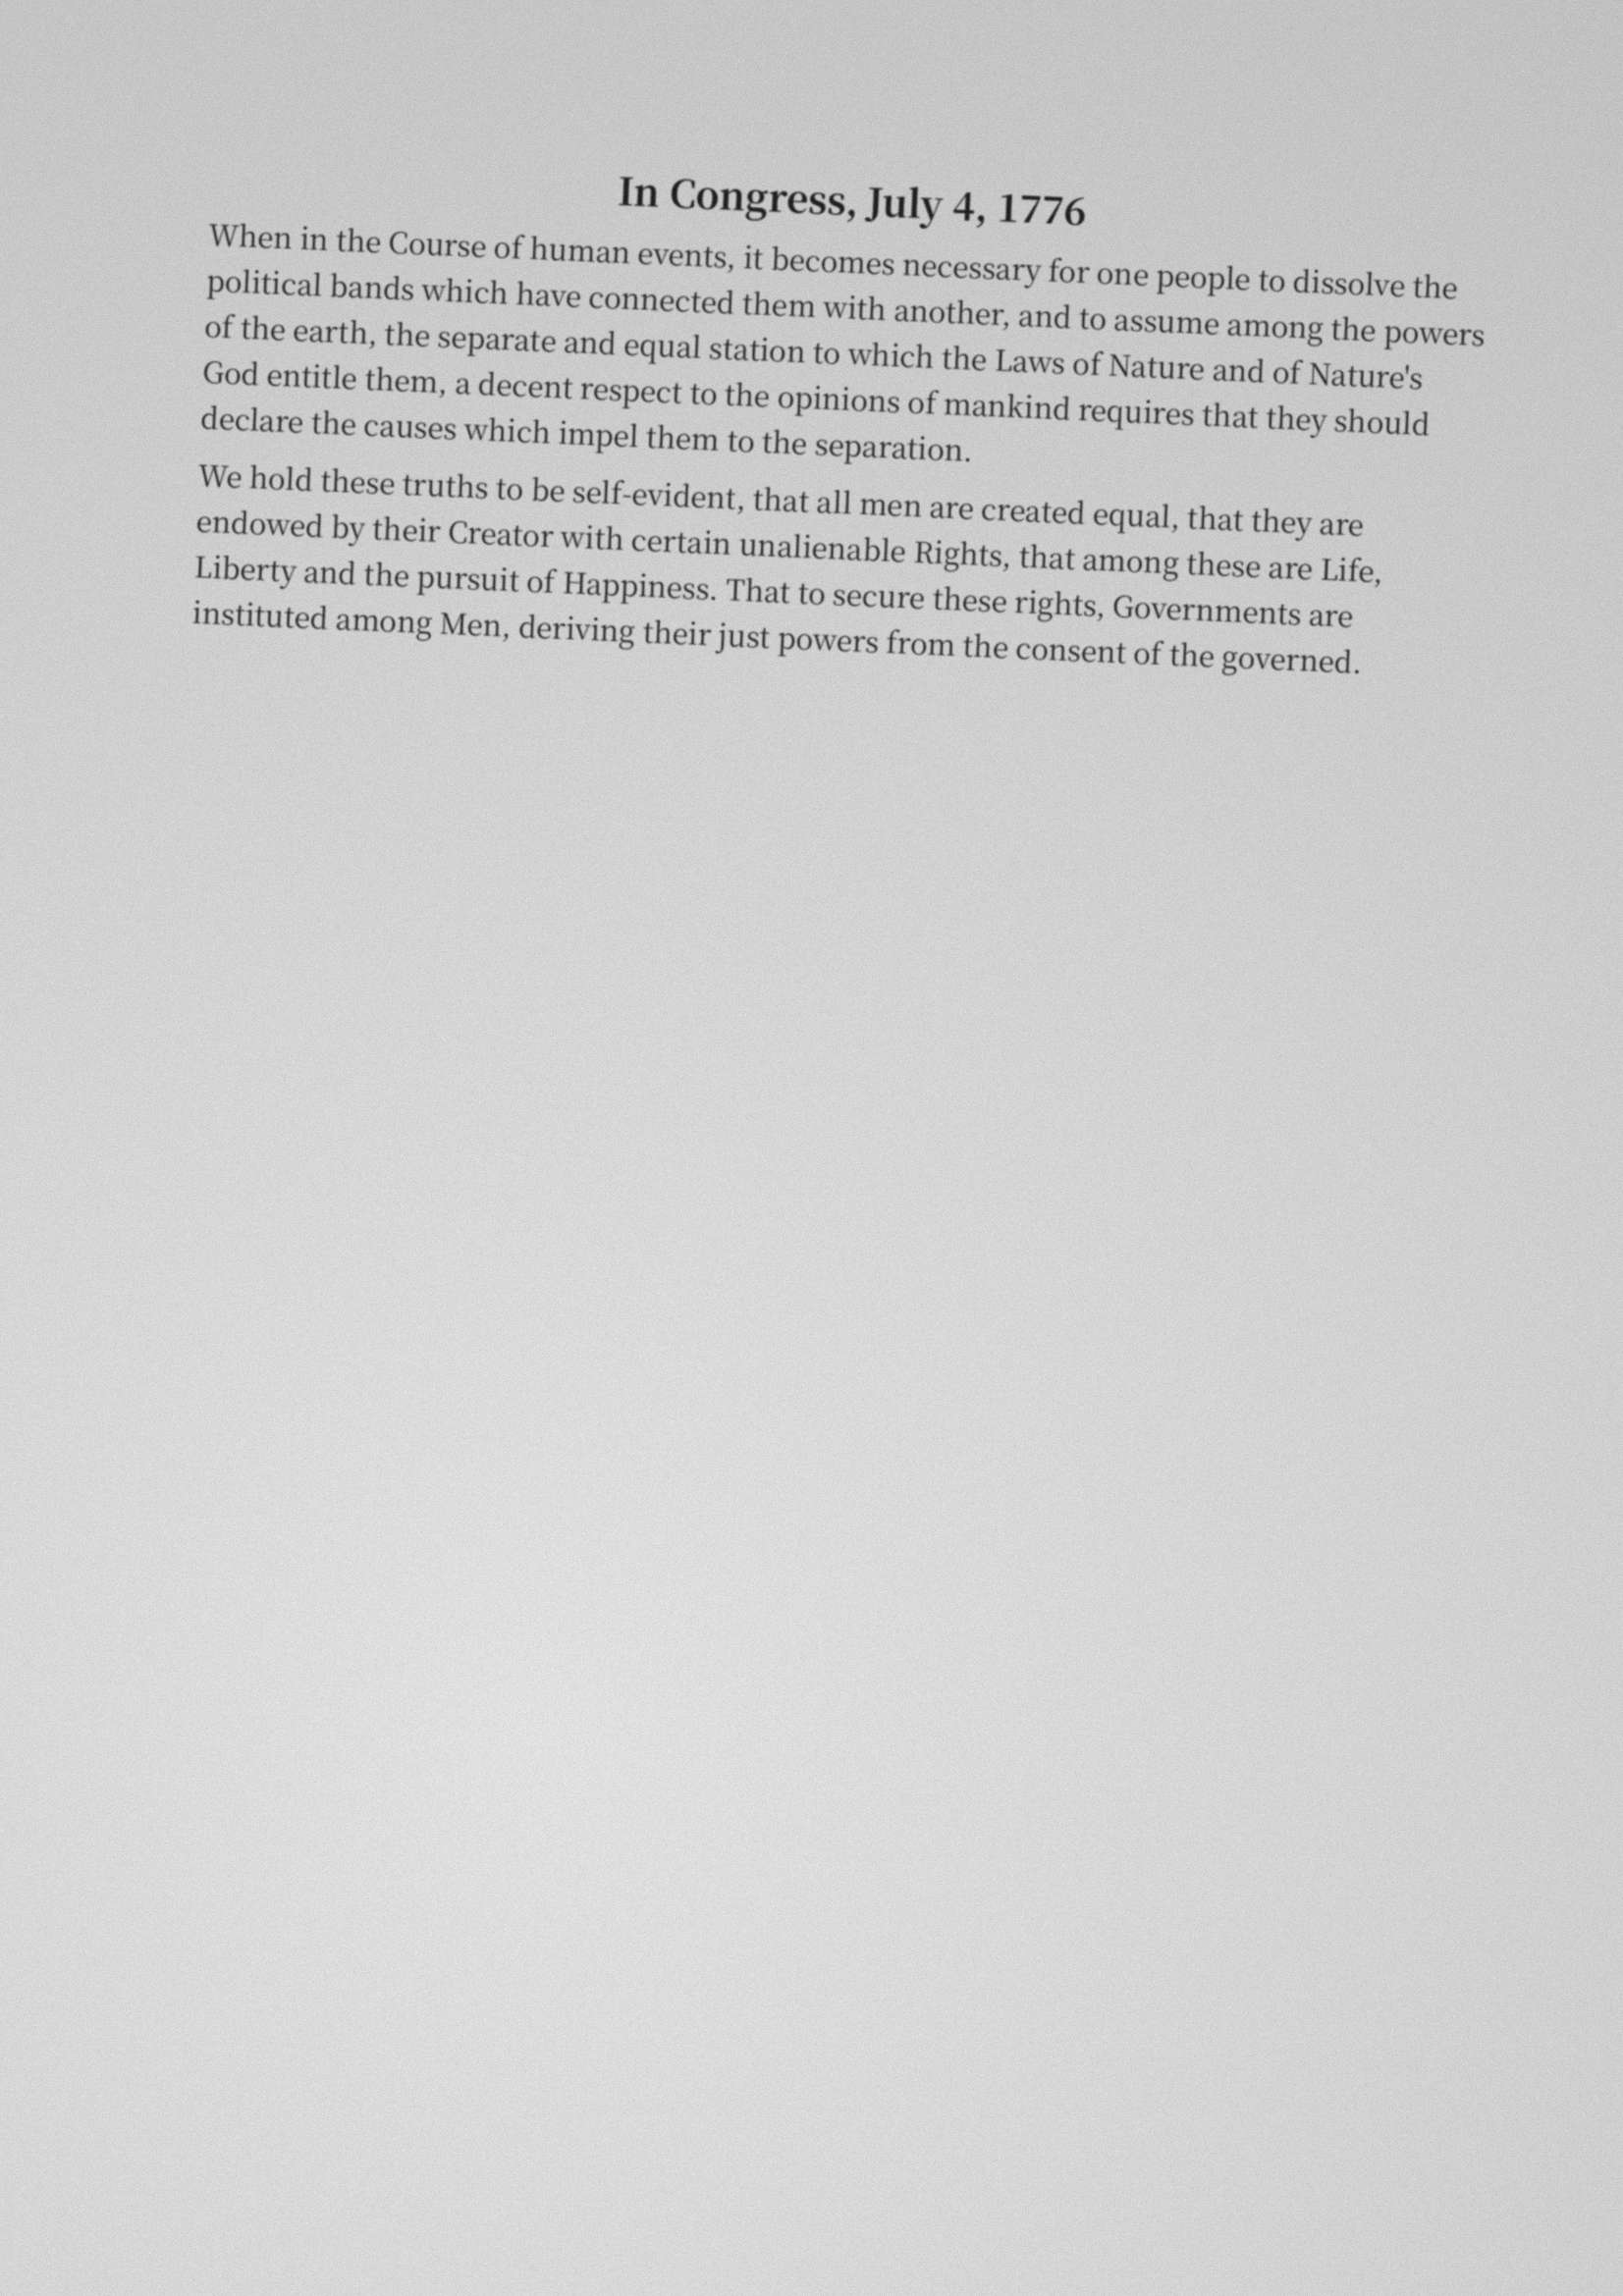 In Congress, July 4, 1776
When in the Course of human events, it becomes necessary for one people to dissolve the
political bands which have connected them with another, and to assume among the powers
of the earth, the separate and equal station to which the Laws of Nature and of Nature's
God entitle them, a decent respect to the opinions of mankind requires that they should
declare the causes which impel them to the separation.
We hold these truths to be self-evident, that all men are created equal, that they are
endowed by their Creator with certain unalienable Rights, that among these are Life,
Liberty and the pursuit of Happiness. That to secure these rights, Governments are
instituted among Men, deriving their just powers from the consent of the governed.